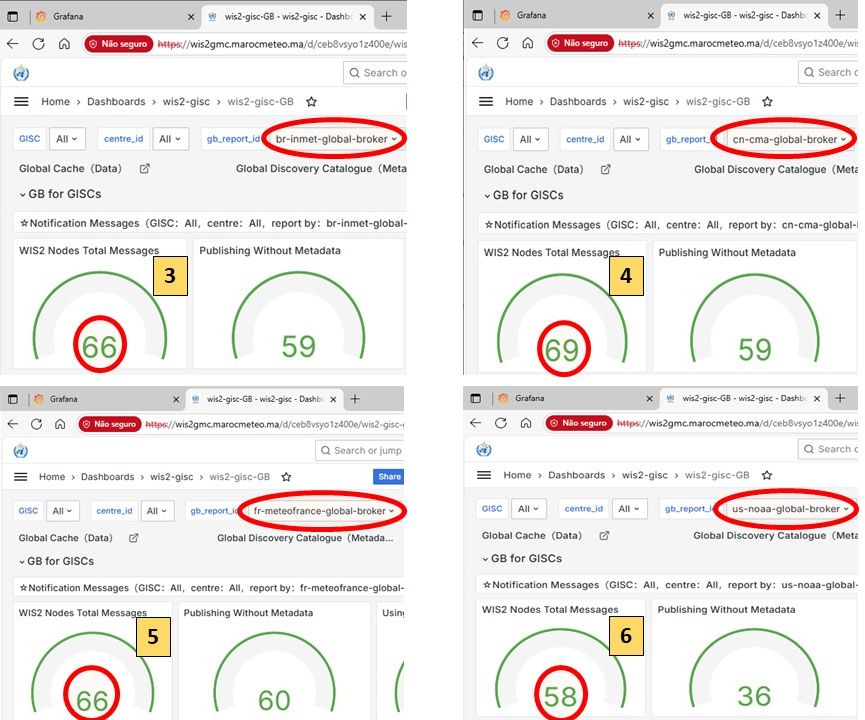 Grafana
wis2-gisc-GB - wis2-gisc - Dashbo
Não seguro https://wis2gmc.marocmeteo.ma/d/ceb8vsyo1z400e/wis
Search o
Home > Dashboards > wis2-gisc > wis2-gisc-GB
GISC All centre_id All gb_report_id br-inmet-global-broker
Global Cache（Data） Global Discovery Catalogue（Meta
GB for GISCs
☆Notification Messages（GISC：All，centre：All，report by：br-inmet-global-
WIS2 Nodes Total Messages
Publishing Without Metadata
3
66
59
Grafana
wis2-gisc-GB - wis2-gisc - Dashbo
Não seguro https://wis2gmc.marocmeteo.ma/d/ceb8vsyo1z400e/wis
Search o
Home > Dashboards > wis2-gisc > wis2-gisc-GB
GISC All centre_id All gb_report_i cn-cma-global-broker
Global Cache（Data） Global Discovery Catalogue（Meta
GB for GISCs
☆Notification Messages（GISC：All，centre：All，report by：cn-cma-global-
WIS2 Nodes Total Messages
Publishing Without Metadata
4
69
59
Grafana
wis2-gisc-GB - wis2-gisc - Dashbo
Não seguro https://wis2gmc.marocmeteo.ma/d/ceb8vsyo1z400e/wis2-gisc-
Search or jump
Home > Dashboards > wis2-gisc > wis2-gisc-GB
Share
GISC All centre_id All gb_report_id fr-meteofrance-global-broker
Global Cache（Data） Global Discovery Catalogue（Metada...
GB for GISCs
☆Notification Messages（GISC：All，centre：All，report by：fr-meteofrance-global-
WIS2 Nodes Total Messages
Publishing Without Metadata
Using
5
66
60
Grafana
wis2-gisc-GB - wis2-gisc - Dashbo
Não seguro https://wis2gmc.marocmeteo.ma/d/ceb8vsyo1z400e/wis
Search o
Home > Dashboards > wis2-gisc > wis2-gisc-GB
GISC All centre_id All gb_report_i us-noaa-global-broker
Global Cache（Data） Global Discovery Catalogue（Meta
GB for GISCs
☆Notification Messages（GISC：All，centre：All，report by：us-noaa-global-
WIS2 Nodes Total Messages
Publishing Without Metadata
6
58
36